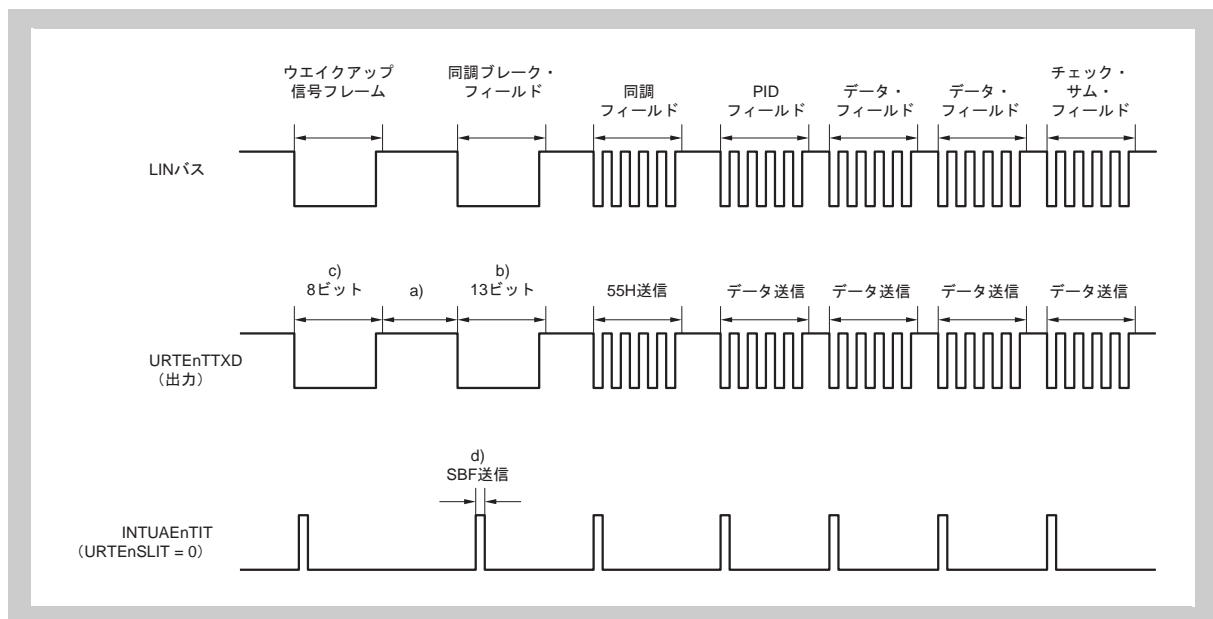 ウエイクアップ
信号フレーム
同調ブレーク・
フィールド
同調
フィールド
PID
フィールド
データ・
フィールド
データ・
フィールド
チェック・
サム・
フィールド
LINバス
c)
8ビット
a)
b)
13ビット
55H送信
データ送信
データ送信
データ送信
データ送信
URTEnTTXD
（出力）
d)
SBF送信
INTUAEnTIT
（URTEnSLIT = 0）